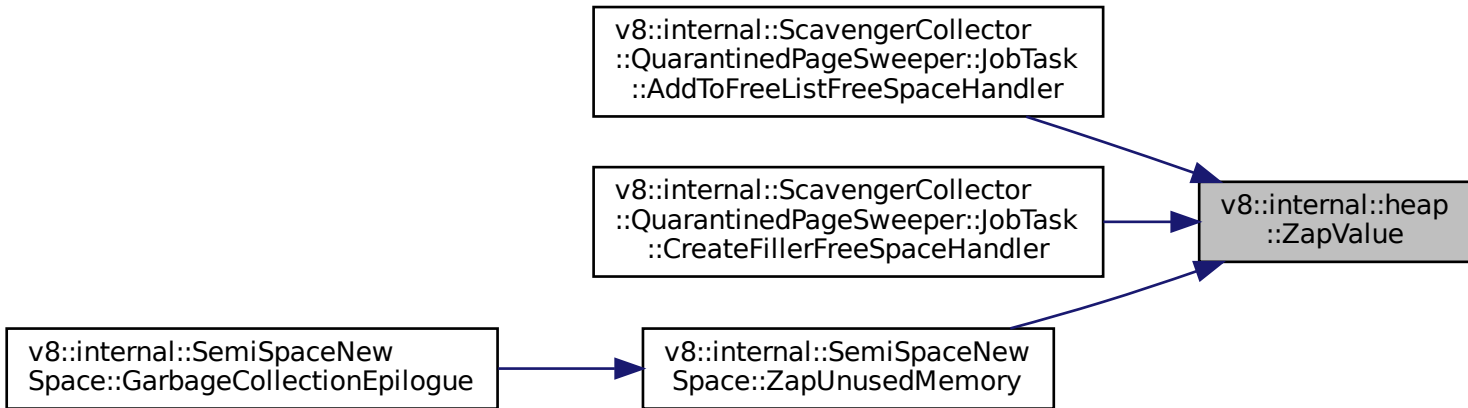 v8::internal::ScavengerCollector
::QuarantinedPageSweeper::JobTask
::AddToFreeListFreeSpaceHandler
v8::internal::ScavengerCollector
::QuarantinedPageSweeper::JobTask
::CreateFillerFreeSpaceHandler
v8::internal::heap
::ZapValue
v8::internal::SemiSpaceNew
Space::GarbageCollectionEpilogue
v8::internal::SemiSpaceNew
Space::ZapUnusedMemory